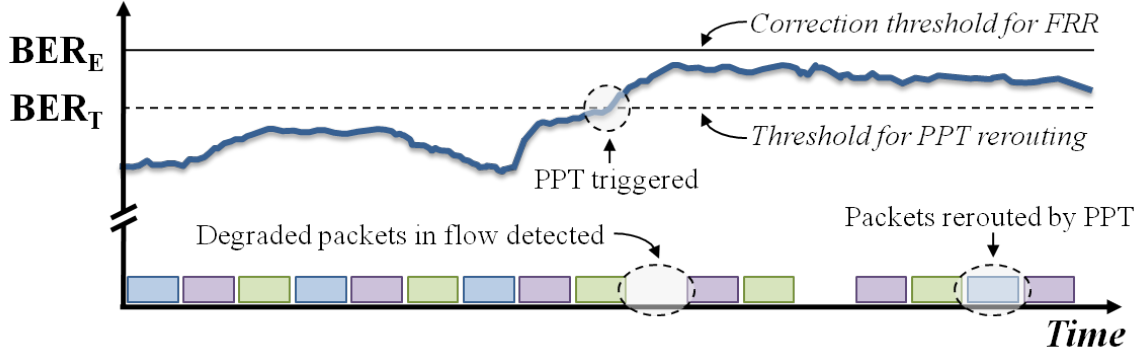 Correction threshold for FRR
BER_E
BER_T
Threshold for PPT rerouting
PPT triggered
Packets rerouted by PPT
Degraded packets in flow detected
Time